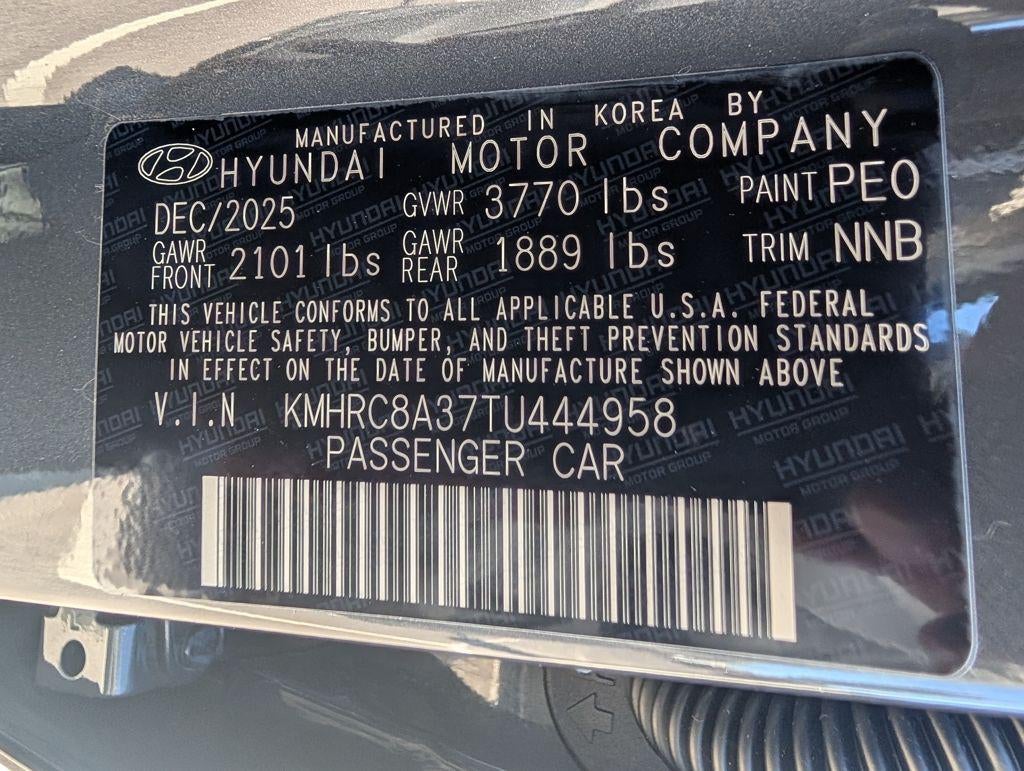 MANUFACTURED IN KOREA BY
HYUNDAI MOTOR COMPANY
DEC/2025 GVWR 3770 lbs PAINT PE0
GAWR FRONT 2101 lbs GAWR REAR 1889 lbs TRIM NNB
THIS VEHICLE CONFORMS TO ALL APPLICABLE U.S.A. FEDERAL
MOTOR VEHICLE SAFETY, BUMPER, AND THEFT PREVENTION STANDARDS
IN EFFECT ON THE DATE OF MANUFACTURE SHOWN ABOVE
V.I.N KMHRC8A37TU444958
PASSENGER CAR